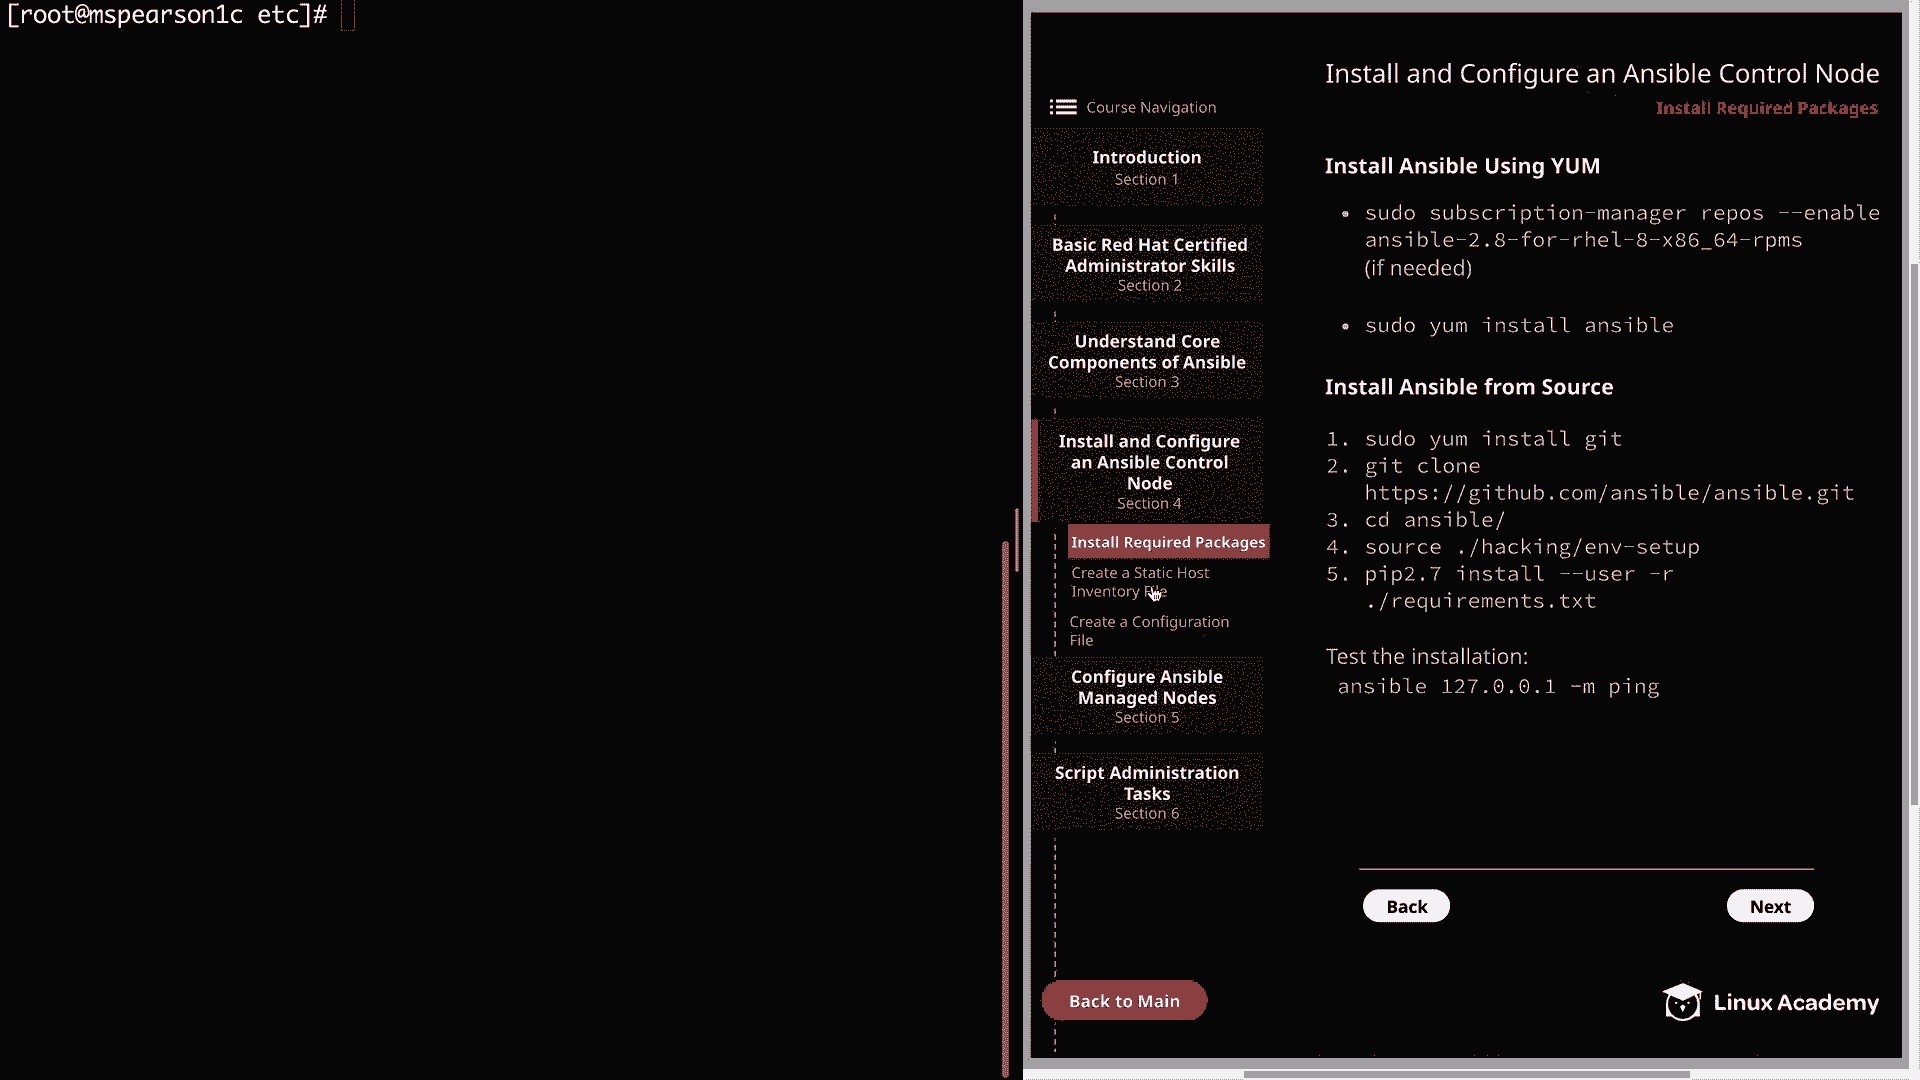 [root@mspearson1c etc]#
Install and Configure an Ansible Control Node
Course Navigation
Install Required Packages
Introduction
Section 1
Basic Red Hat Certified
Administrator Skills
Section 2
Understand Core
Components of Ansible
Section 3
Install and Configure
an Ansible Control
Node
Section 4
Install Required Packages
Create a Static Host
Inventory File
Create a Configuration
File
Configure Ansible
Managed Nodes
Section 5
Script Administration
Tasks
Section 6
Back to Main
Install Ansible Using YUM
• sudo subscription-manager repos --enable
ansible-2.8-for-rhel-8-x86_64-rpms
(if needed)
• sudo yum install ansible
Install Ansible from Source
1. sudo yum install git
2. git clone
https://github.com/ansible/ansible.git
3. cd ansible/
4. source ./hacking/env-setup
5. pip2.7 install --user -r
./requirements.txt
Test the installation:
ansible 127.0.0.1 -m ping
Back
Next
Linux Academy